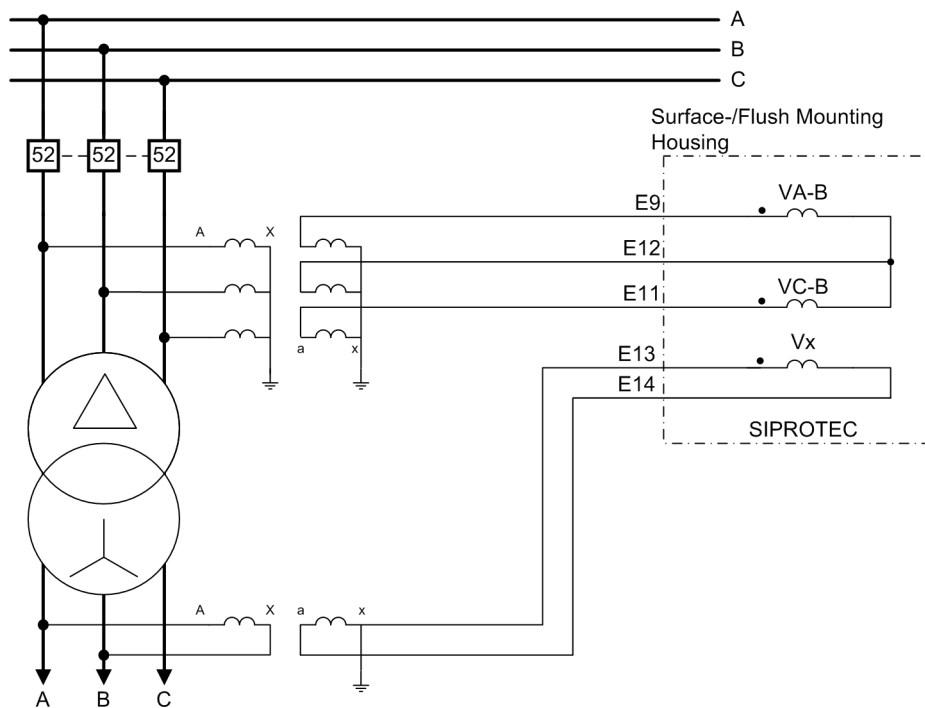 A
B
C
Surface-/Flush Mounting
Housing
52
52
52
E9
VA-B
A
X
E12
E11
VC-B
a
x
E13
Vx
E14
SIPROTEC
A
X
a
x
A
B
C